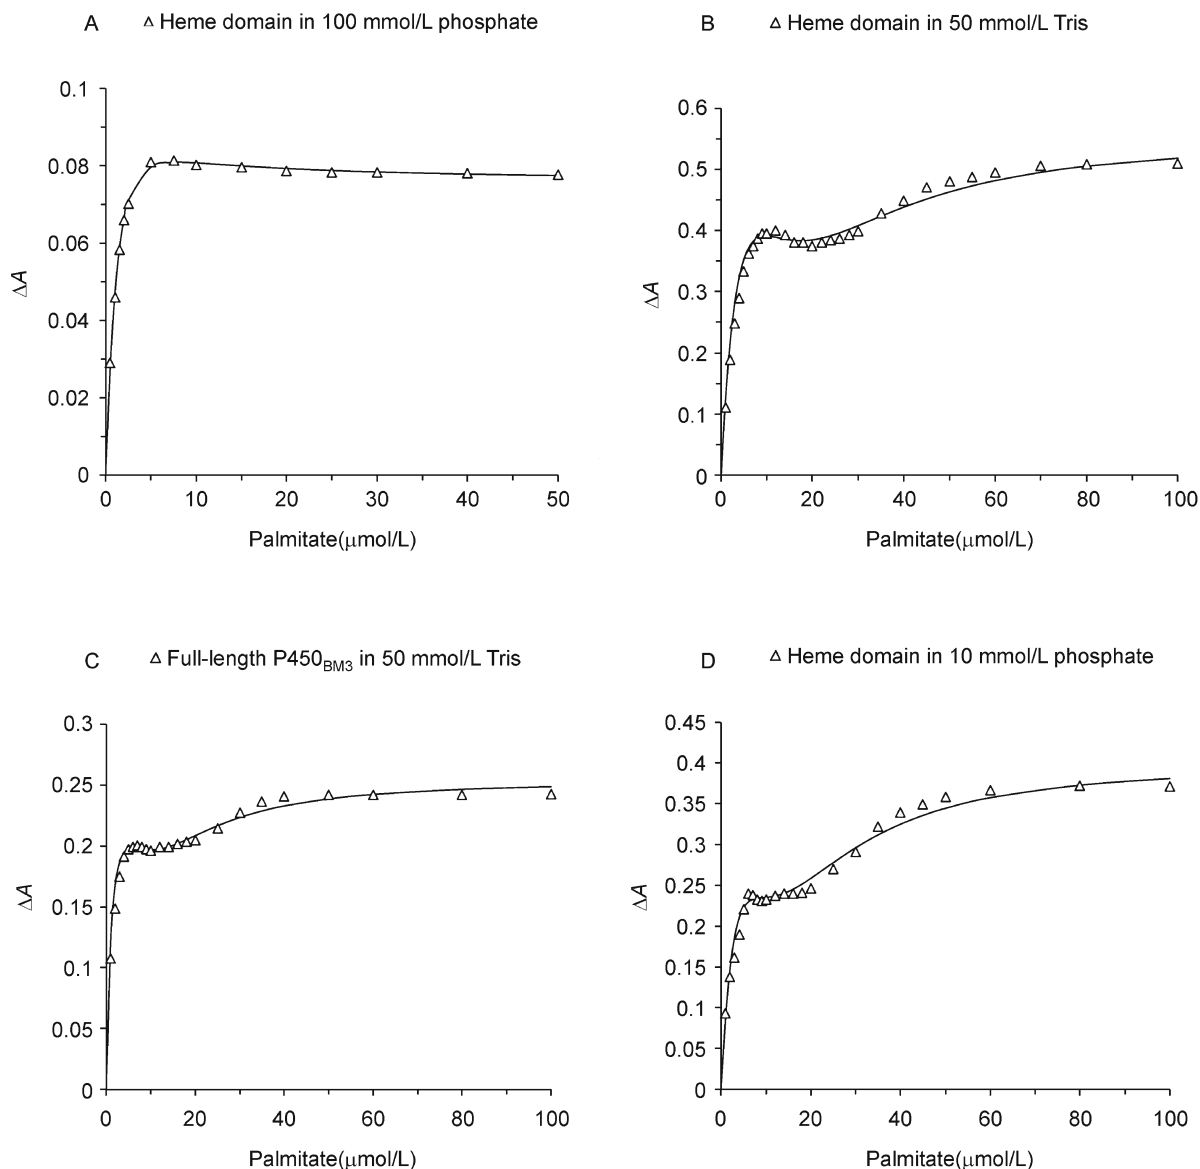 A △ Heme domain in 100 mmol/L phosphate
0.1
0.08
0.06
0.04
0.02
0
ΔA
0 10 20 30 40 50
Palmitate(μmol/L)
B △ Heme domain in 50 mmol/L Tris
0.6
0.5
0.4
0.3
0.2
0.1
0
ΔA
0 20 40 60 80 100
Palmitate(μmol/L)
C △ Full-length P450BM3 in 50 mmol/L Tris
0.3
0.25
0.2
0.15
0.1
0.05
0
ΔA
0 20 40 60 80 100
Palmitate(μmol/L)
D △ Heme domain in 10 mmol/L phosphate
0.45
0.4
0.35
0.3
0.25
0.2
0.15
0.1
0.05
0
ΔA
0 20 40 60 80 100
Palmitate(μmol/L)